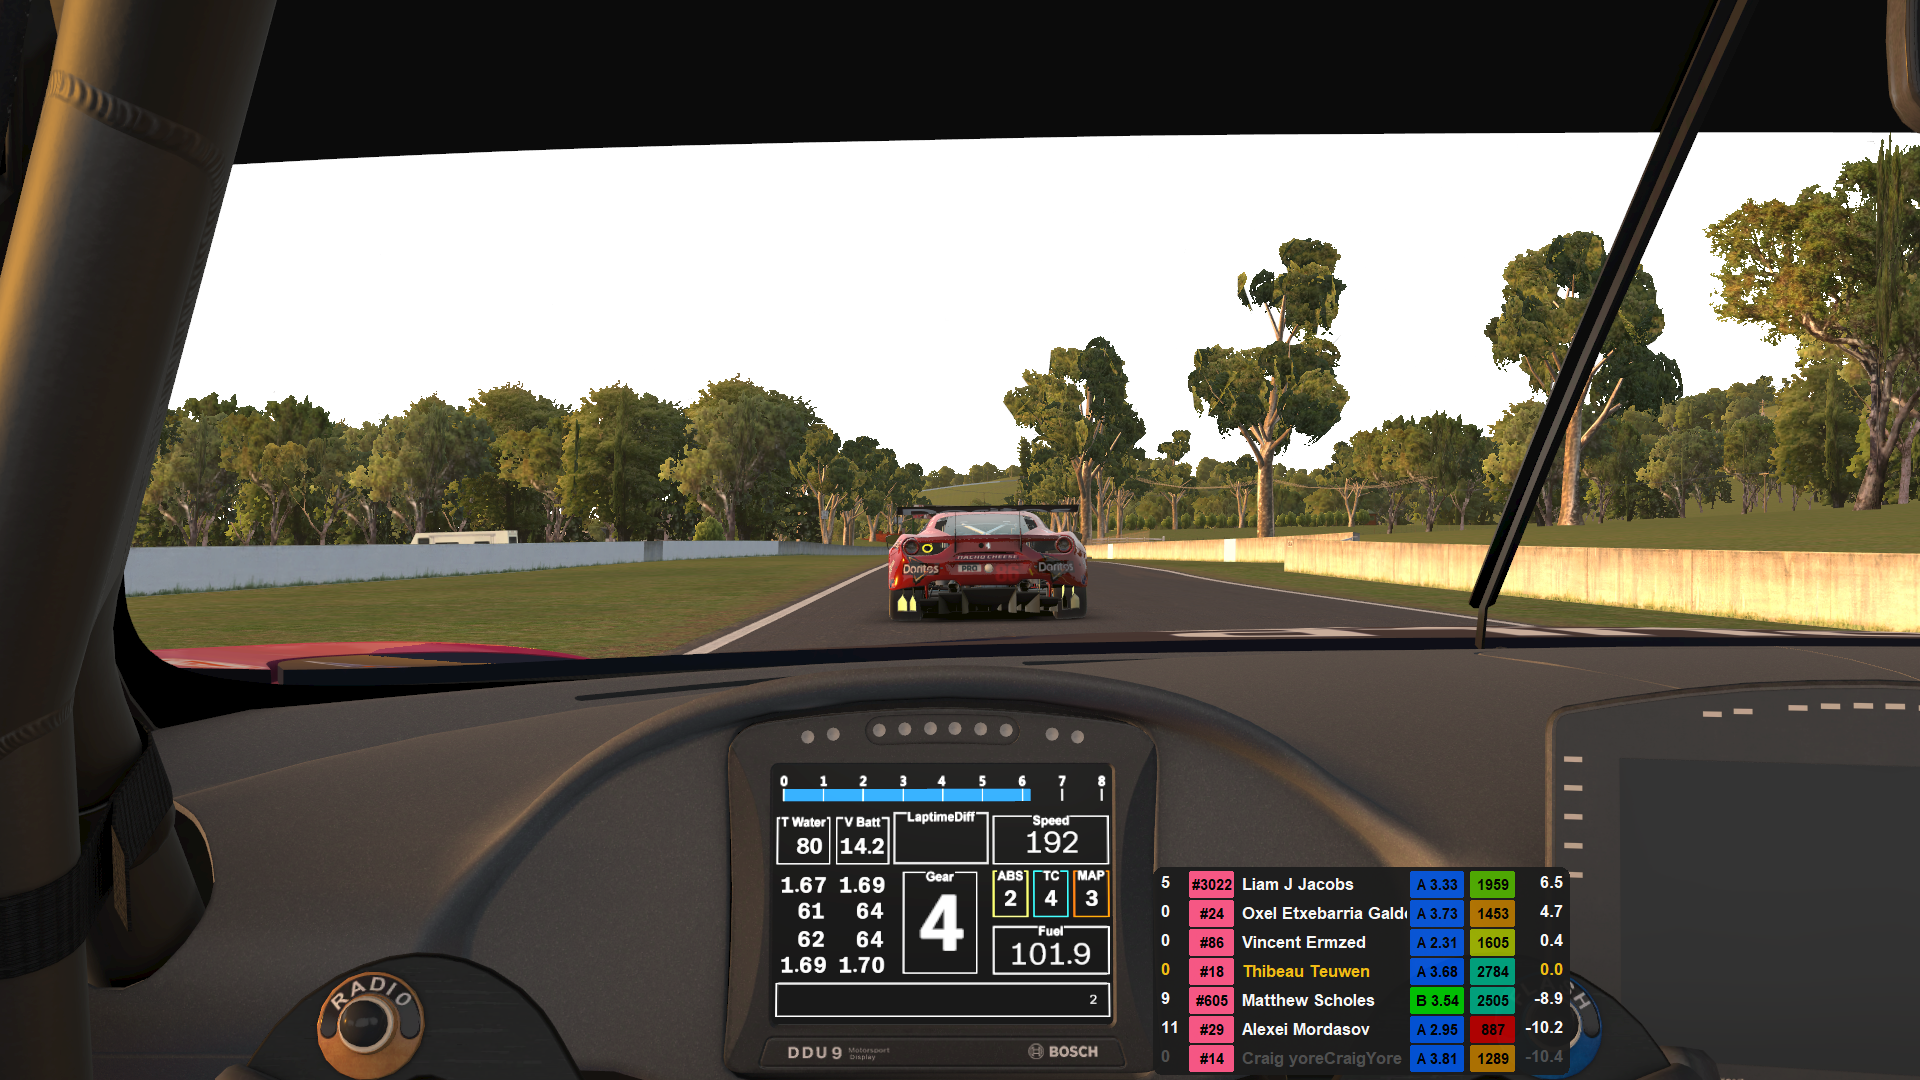 NACHO CHEESE
Doritos PRO Doritos
0 1 2 3 4 5 6 7 8
T Water V Batt LaptimeDiff Speed
80 14.2 192
1.67 1.69 Gear ABS TC MAP
61 64 4 2 4 3
62 64 Fuel
1.69 1.70 101.9
2
DDU 9 Motorsport Display BOSCH
RADIO
5 #3022 Liam J Jacobs A 3.33 1959 6.5
0 #24 Oxel Etxebarria Gald A 3.73 1453 4.7
0 #86 Vincent Ermzed A 2.31 1605 0.4
0 #18 Thibeau Teuwen A 3.68 2784 0.0
9 #605 Matthew Scholes B 3.54 2505 -8.9
11 #29 Alexei Mordasov A 2.95 887 -10.2
0 #14 Craig yoreCraigYore A 3.81 1289 -10.4